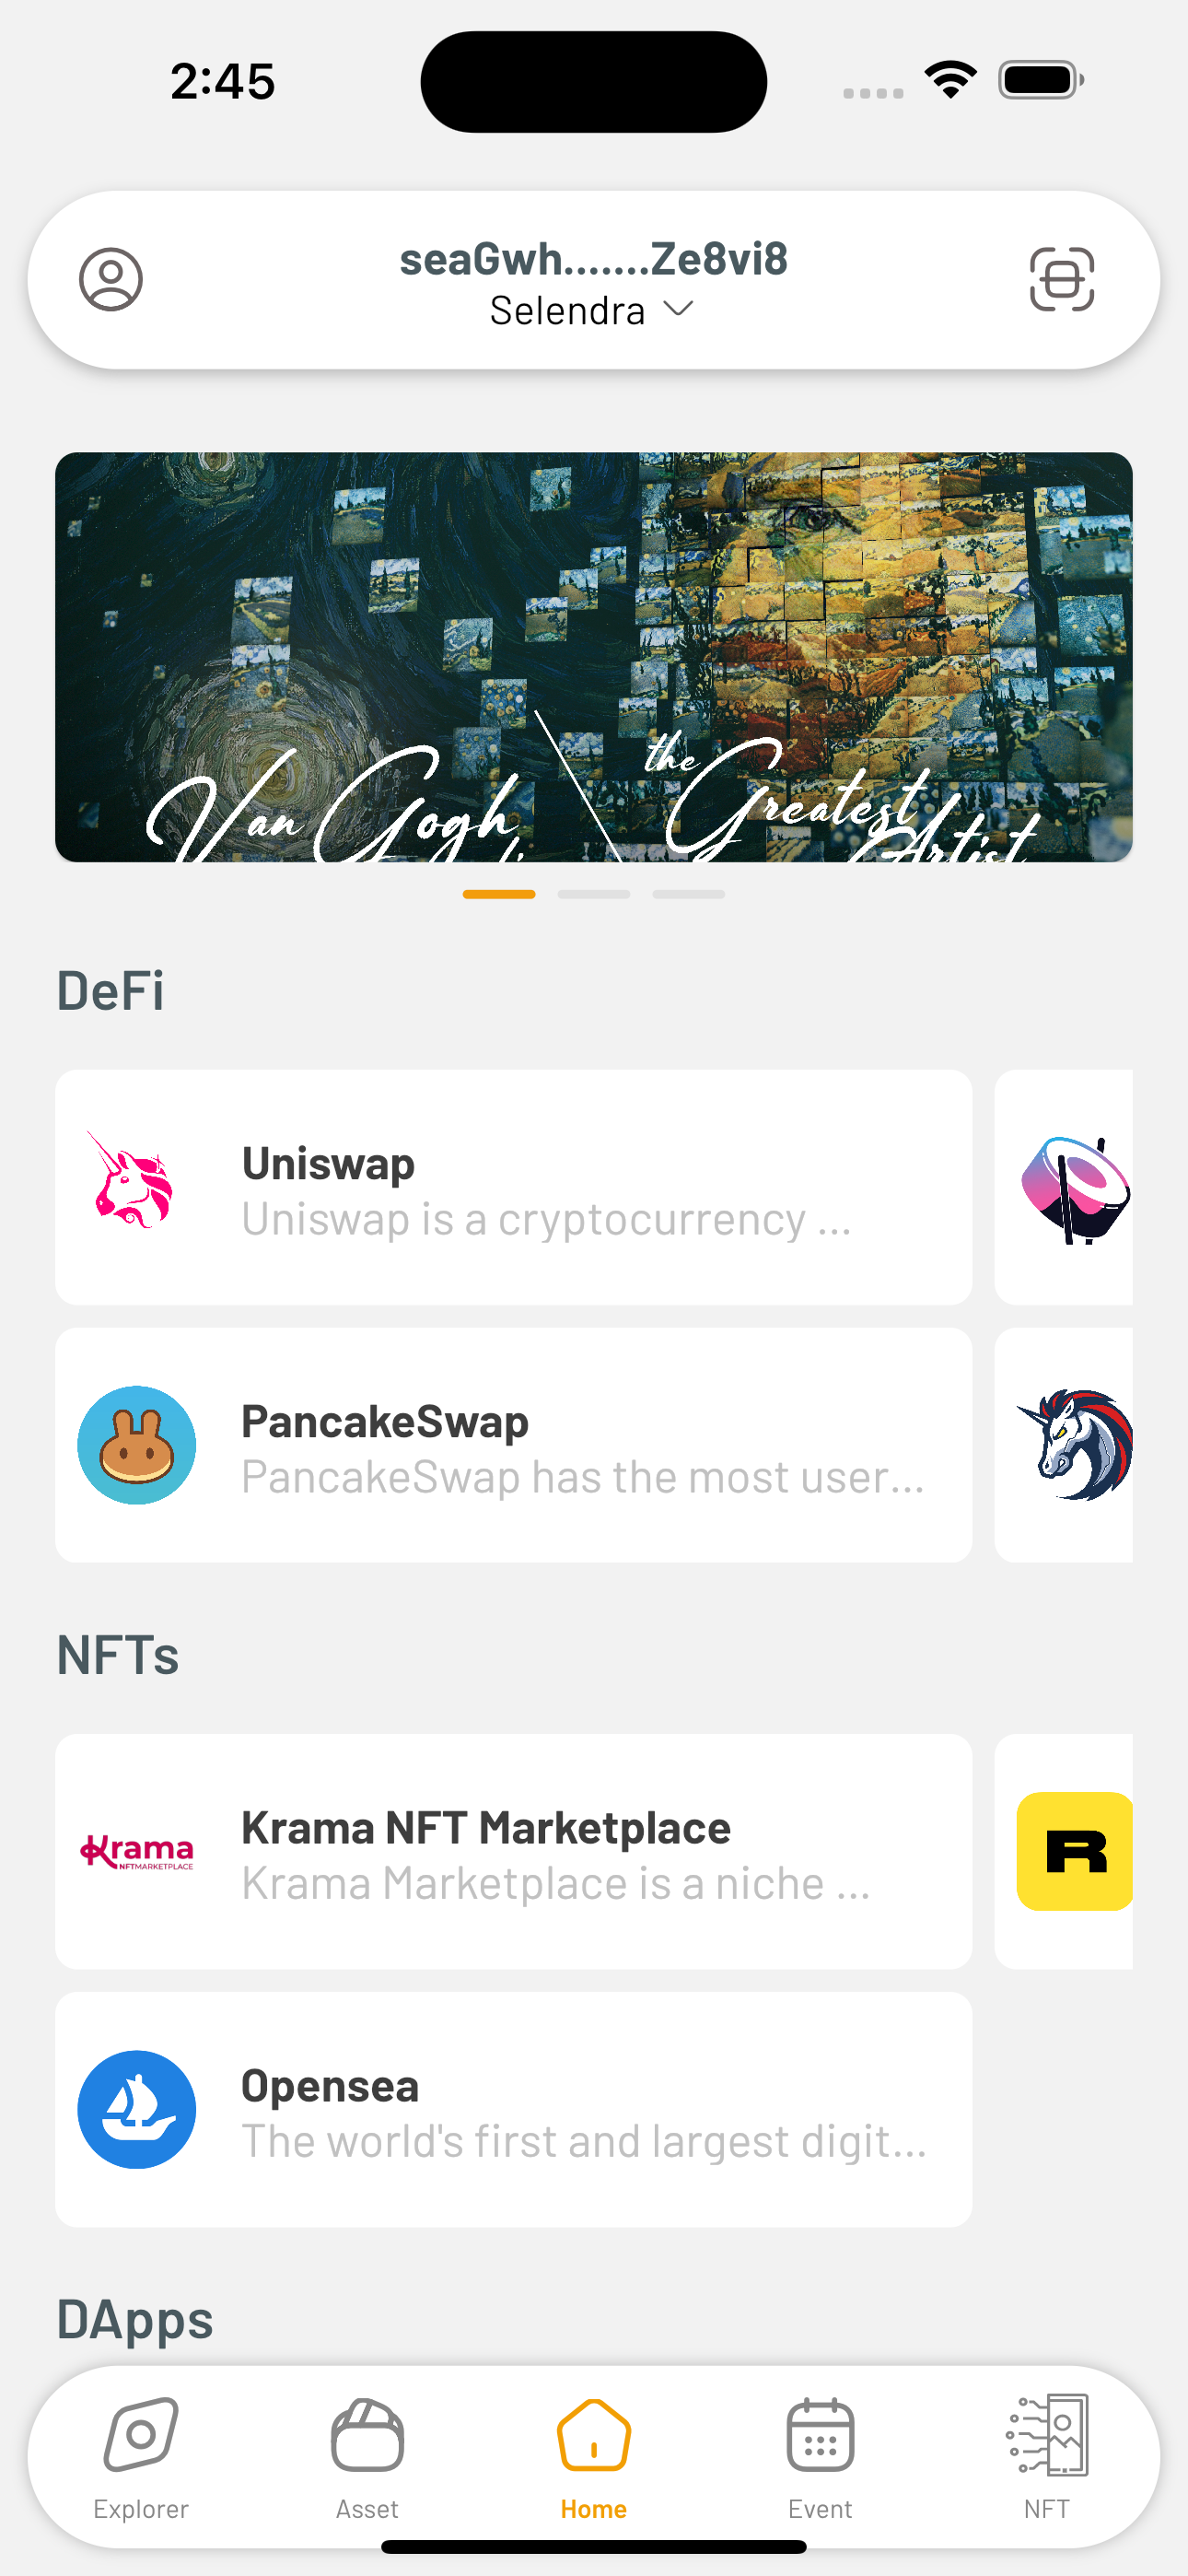 2:45
seaGwh.......Ze8vi8
Selendra
Van Gogh,
the Greatest
Artist
DeFi
Uniswap
Uniswap is a cryptocurrency ...
PancakeSwap
PancakeSwap has the most user...
NFTs
Krama
NFTMARKETPLACE
Krama NFT Marketplace
Krama Marketplace is a niche ...
R
Opensea
The world's first and largest digit...
DApps
Explorer
Asset
Home
Event
NFT